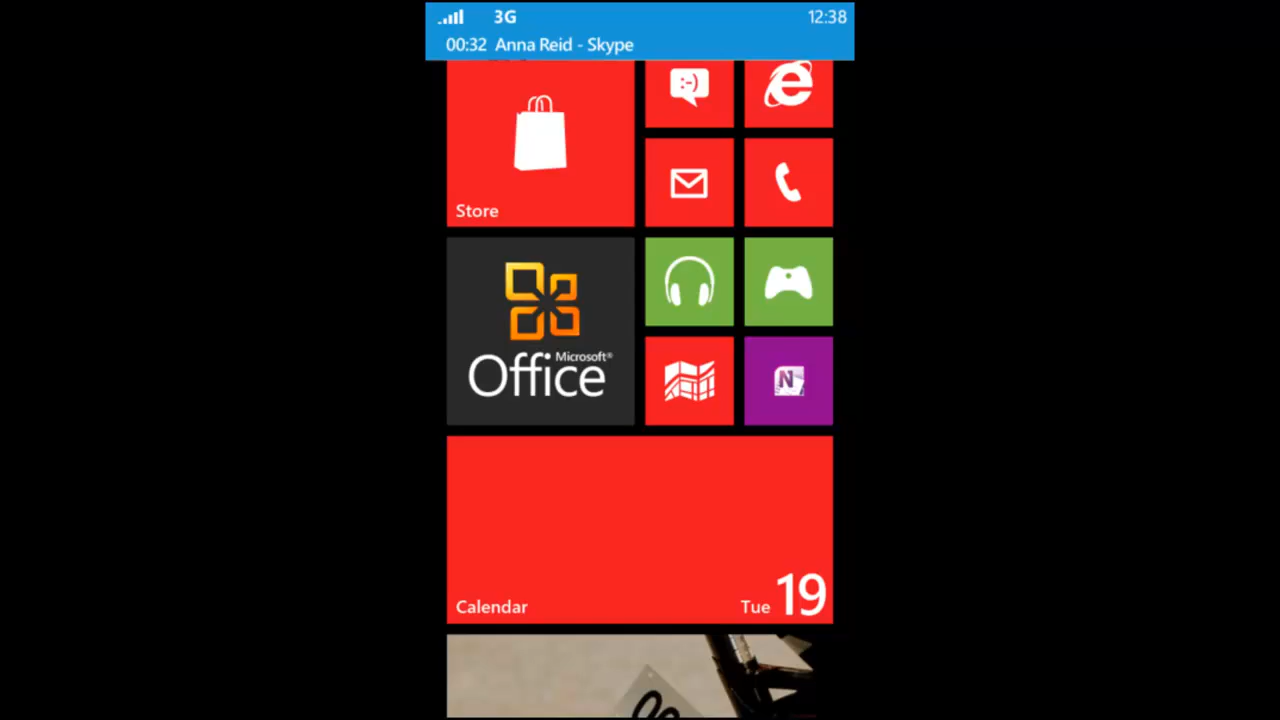 3G 12:38
00:32 Anna Reid - Skype
:-)
Store
Microsoft®
Office
N
Calendar Tue 19